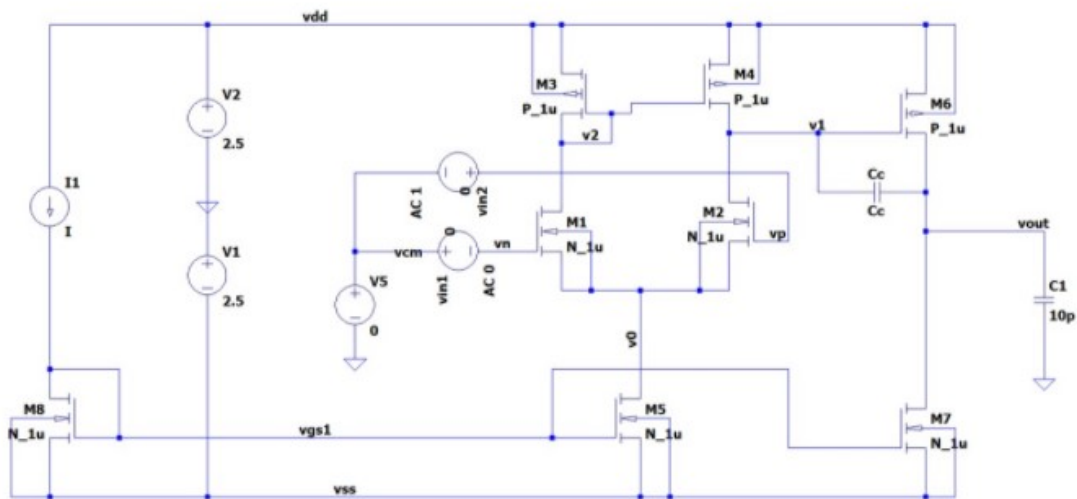 vdd
V2
2.5
I1
I
V1
2.5
M3
P_1u
M4
P_1u
M6
P_1u
v2
v1
Cc
Cc
AC 1
0
vin2
M1
N_1u
M2
N_1u
vp
vcm
0
vn
vin1
AC 0
V5
0
vout
C1
10p
v0
M8
N_1u
vgs1
M5
N_1u
M7
N_1u
vss